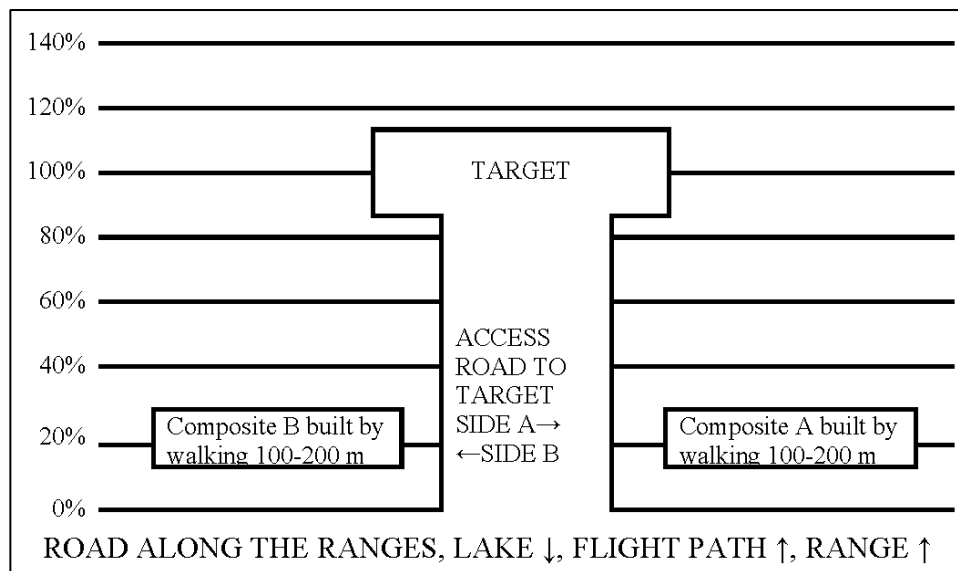 140%
120%
100%
TARGET
80%
60%
ACCESS
40%
ROAD TO
TARGET
SIDE A→
←SIDE B
20%
Composite B built by
walking 100-200 m
Composite A built by
walking 100-200 m
0%
ROAD ALONG THE RANGES, LAKE ↓, FLIGHT PATH ↑, RANGE ↑